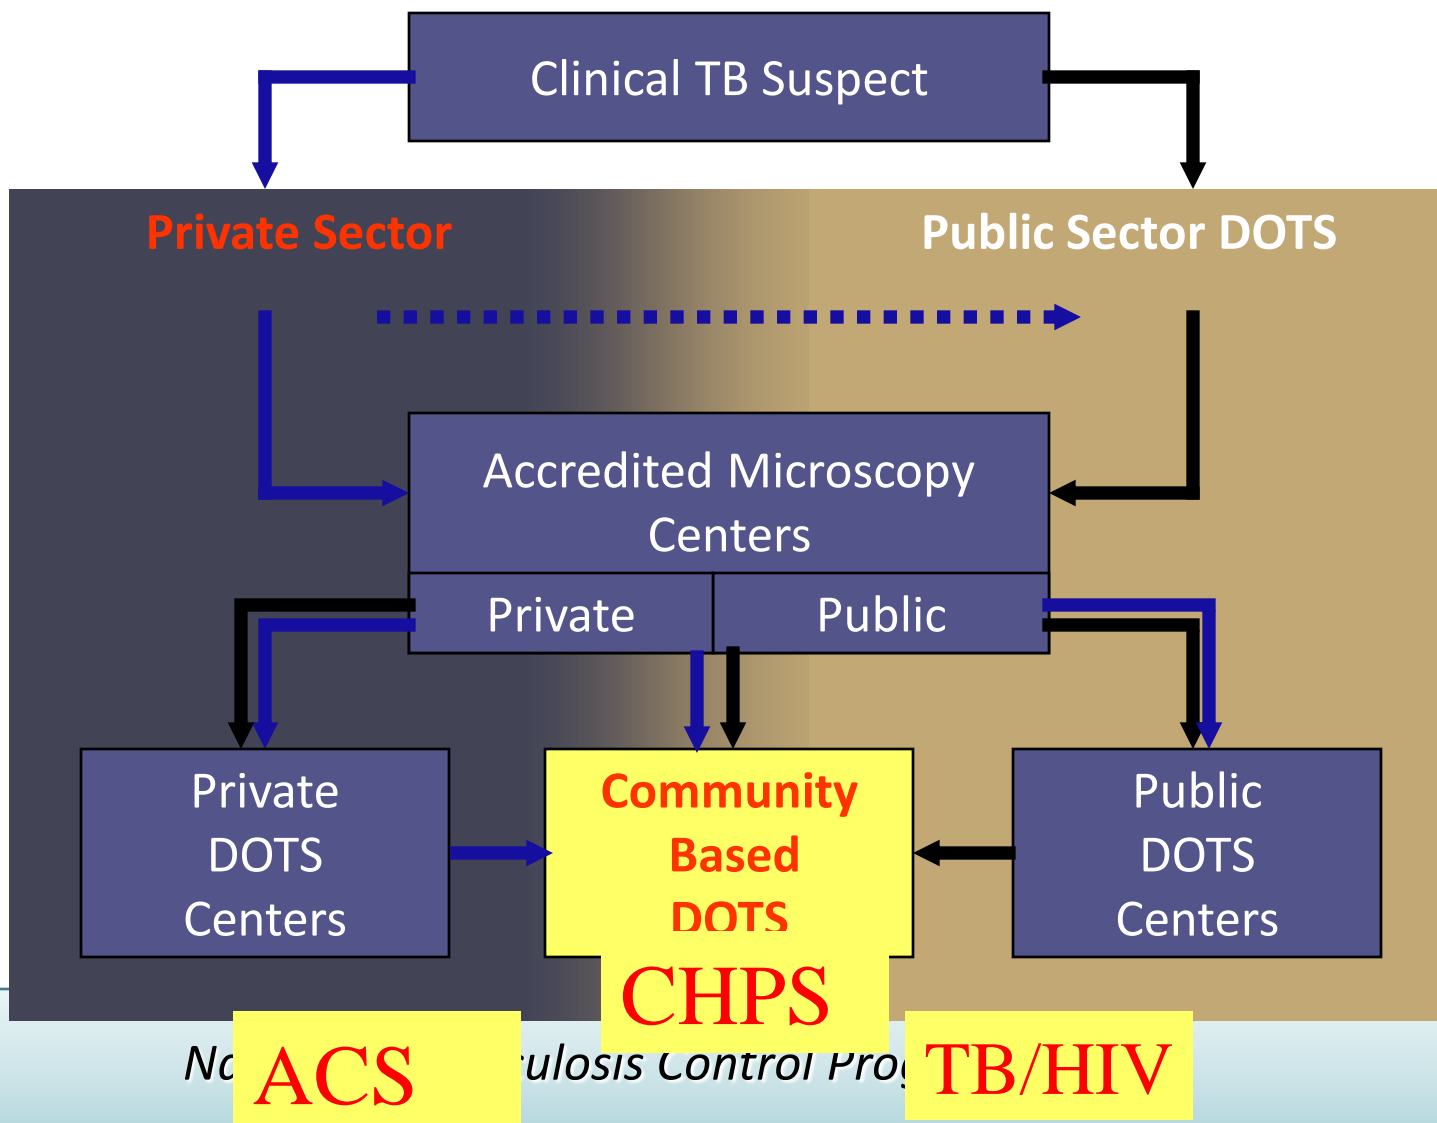 Clinical TB Suspect
Private Sector
Public Sector DOTS
Accredited Microscopy
Centers
Private
Public
Private
DOTS
Centers
Community
Based
DOTS
Public
DOTS
Centers
CHPS
ACS
Control
TB/HIV